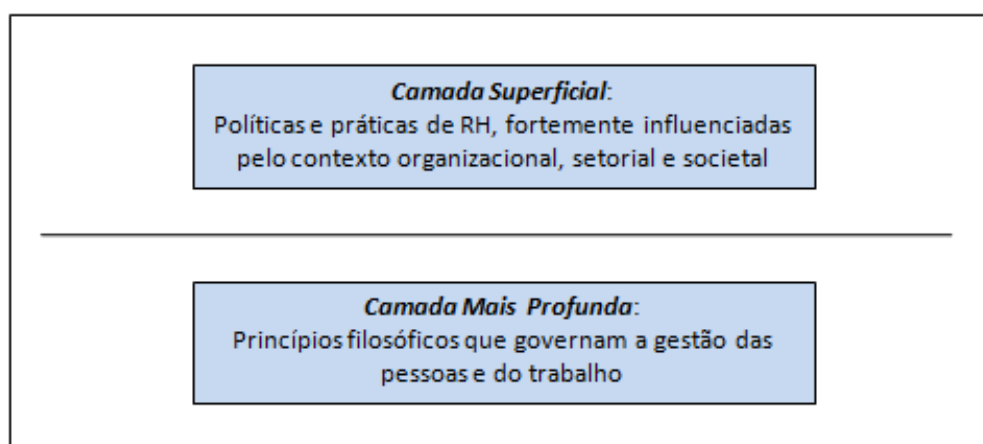 Camada Superficial:
Políticas e práticas de RH, fortemente influenciadas
pelo contexto organizacional, setorial e societal
Camada Mais Profunda:
Princípios filosóficos que governam a gestão das
pessoas e do trabalho